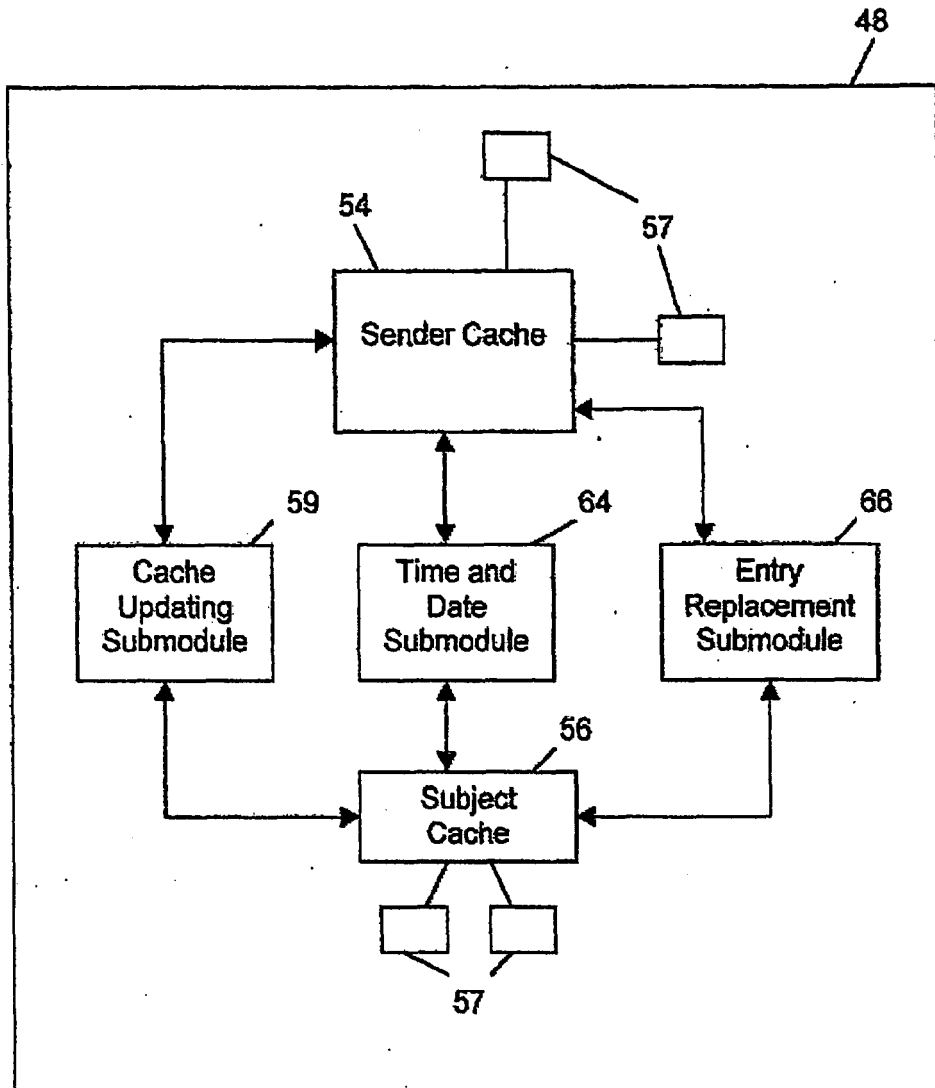 48
54
57
Sender Cache
59
64
66
Cache
Updating
Submodule
Time and
Date
Submodule
Entry
Replacement
Submodule
56
Subject
Cache
57